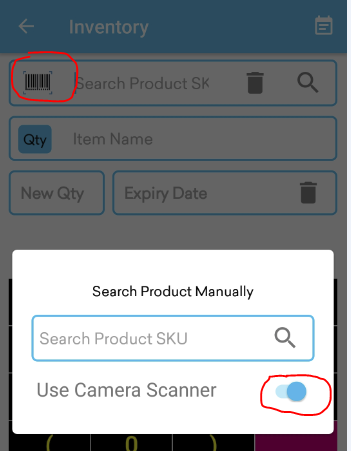 Inventory
Search Product SK
Qty Item Name
New Qty Expiry Date
Search Product Manually
Search Product SKU
Use Camera Scanner
( 0 )